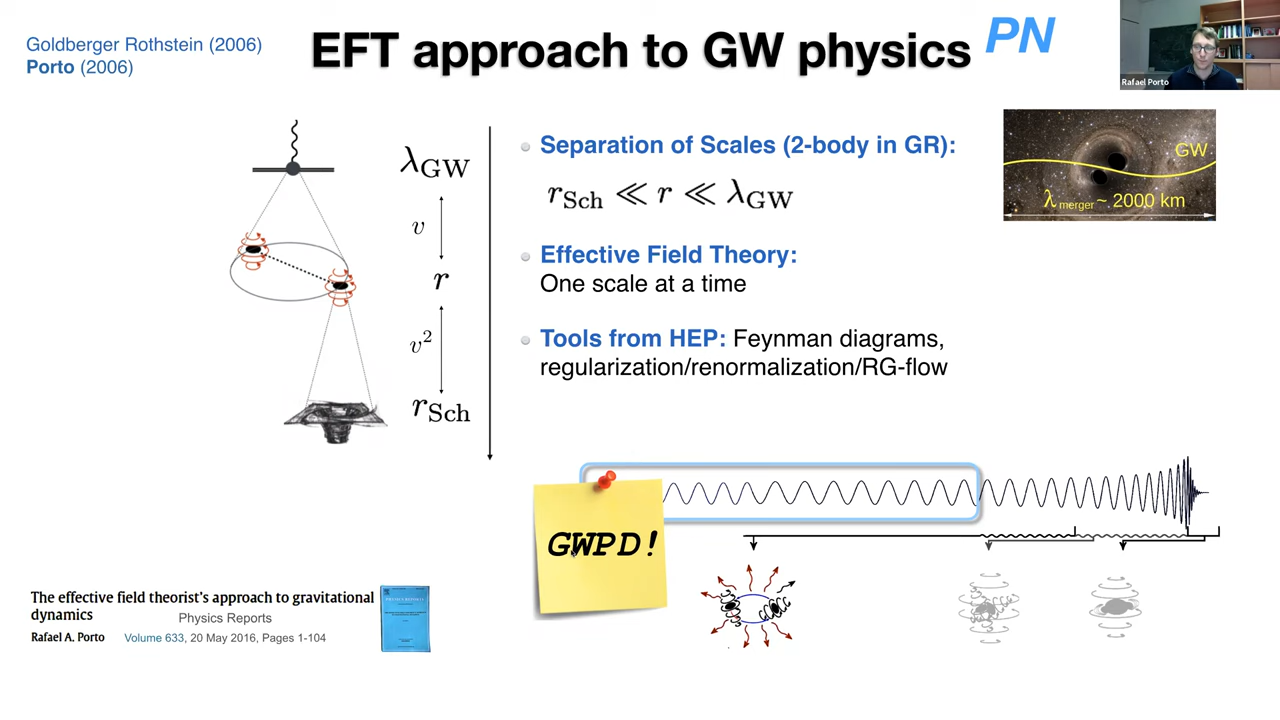 Goldberger Rothstein (2006)
Porto (2006)
EFT approach to GW physics
PN
Rafael Porto
λGW
v
r
v²
rSch
Separation of Scales (2-body in GR):
rSch ≪ r ≪ λGW
Effective Field Theory:
One scale at a time
Tools from HEP: Feynman diagrams,
regularization/renormalization/RG-flow
GW
λmerger ~ 2000 km
GWPD!
The effective field theorist's approach to gravitational
dynamics
Physics Reports
Rafael A. Porto
Volume 633, 20 May 2016, Pages 1-104